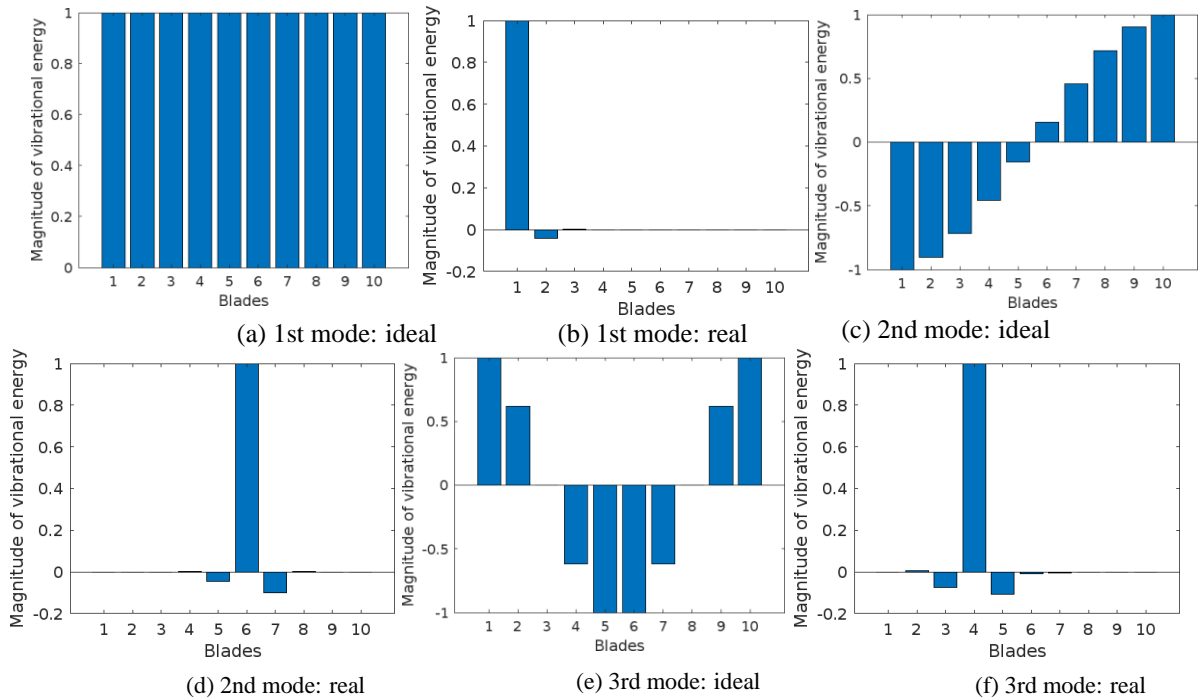 Magnitude of vibrational energy
1
0.8
0.6
0.4
0.2
0
1 2 3 4 5 6 7 8 9 10
Blades
(a) 1st mode: ideal
Magnitude of vibrational energy
1
0.8
0.6
0.4
0.2
0
-0.2
1 2 3 4 5 6 7 8 9 10
Blades
(b) 1st mode: real
Magnitude of vibrational energy
1
0.5
0
-0.5
-1
1 2 3 4 5 6 7 8 9 10
Blades
(c) 2nd mode: ideal
Magnitude of vibrational energy
1
0.8
0.6
0.4
0.2
0
-0.2
1 2 3 4 5 6 7 8 9 10
Blades
(d) 2nd mode: real
Magnitude of vibrational energy
1
0.5
0
-0.5
-1
1 2 3 4 5 6 7 8 9 10
Blades
(e) 3rd mode: ideal
Magnitude of vibrational energy
1
0.8
0.6
0.4
0.2
0
-0.2
1 2 3 4 5 6 7 8 9 10
Blades
(f) 3rd mode: real